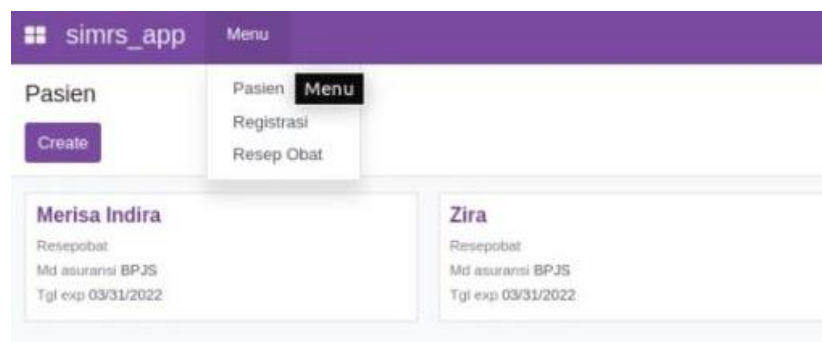 simrs_app Menu
Pasien
Create
Pasien Menu
Registrasi
Resep Obat
Merisa Indira
Resepobat
Md asuransi BPJS
Tgl exp 03/31/2022
Zira
Resepobat
Md asuransi BPJS
Tgl exp 03/31/2022